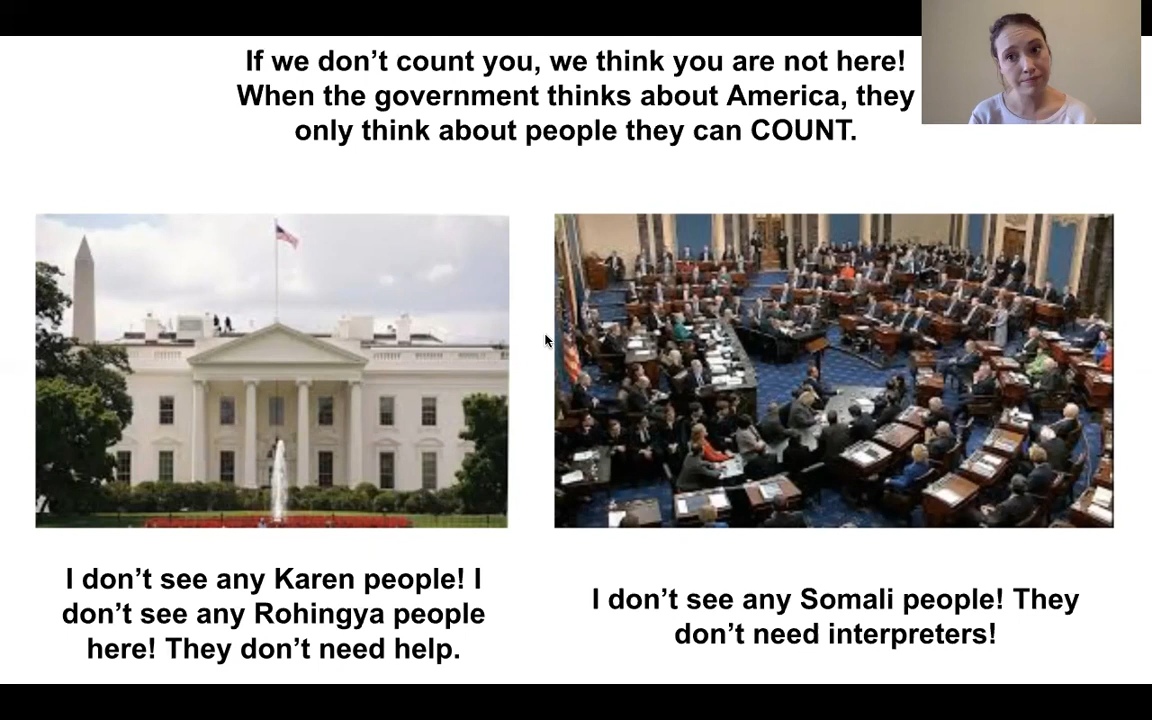 If we don’t count you, we think you are not here!
When the government thinks about America, they
only think about people they can COUNT.
I don’t see any Karen people! I
don’t see any Rohingya people
here! They don’t need help.
I don’t see any Somali people! They
don’t need interpreters!